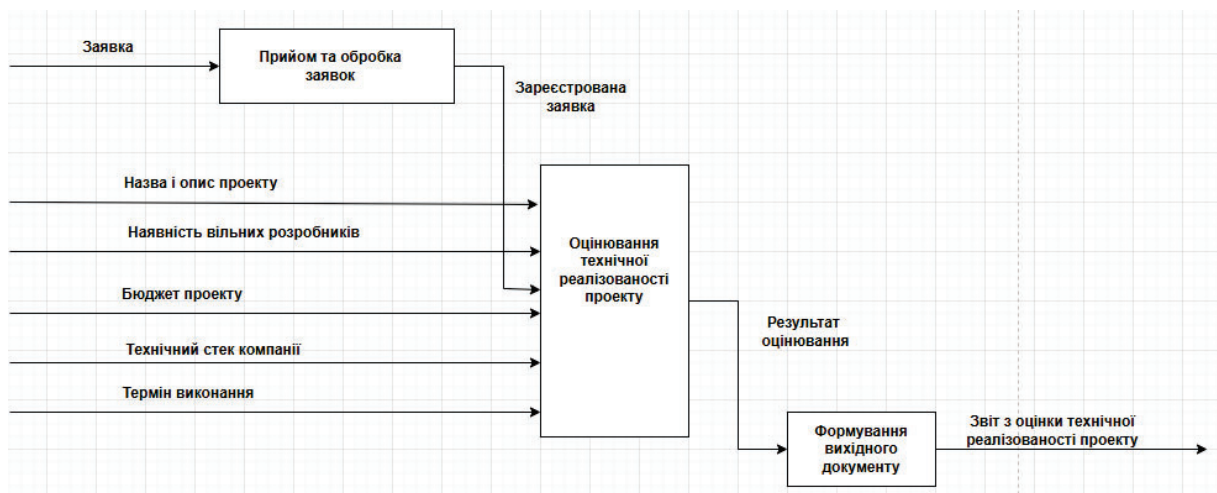 Заявка
Прийом та обробка
заявок
Зареєстрована
заявка
Назва і опис проекту
Наявність вільних розробників
Бюджет проекту
Технічний стек компанії
Термін виконання
Оцінювання
технічної
реалізованості
проекту
Результат
оцінювання
Формування
вихідного
документу
Звіт з оцінки технічної
реалізованості проекту